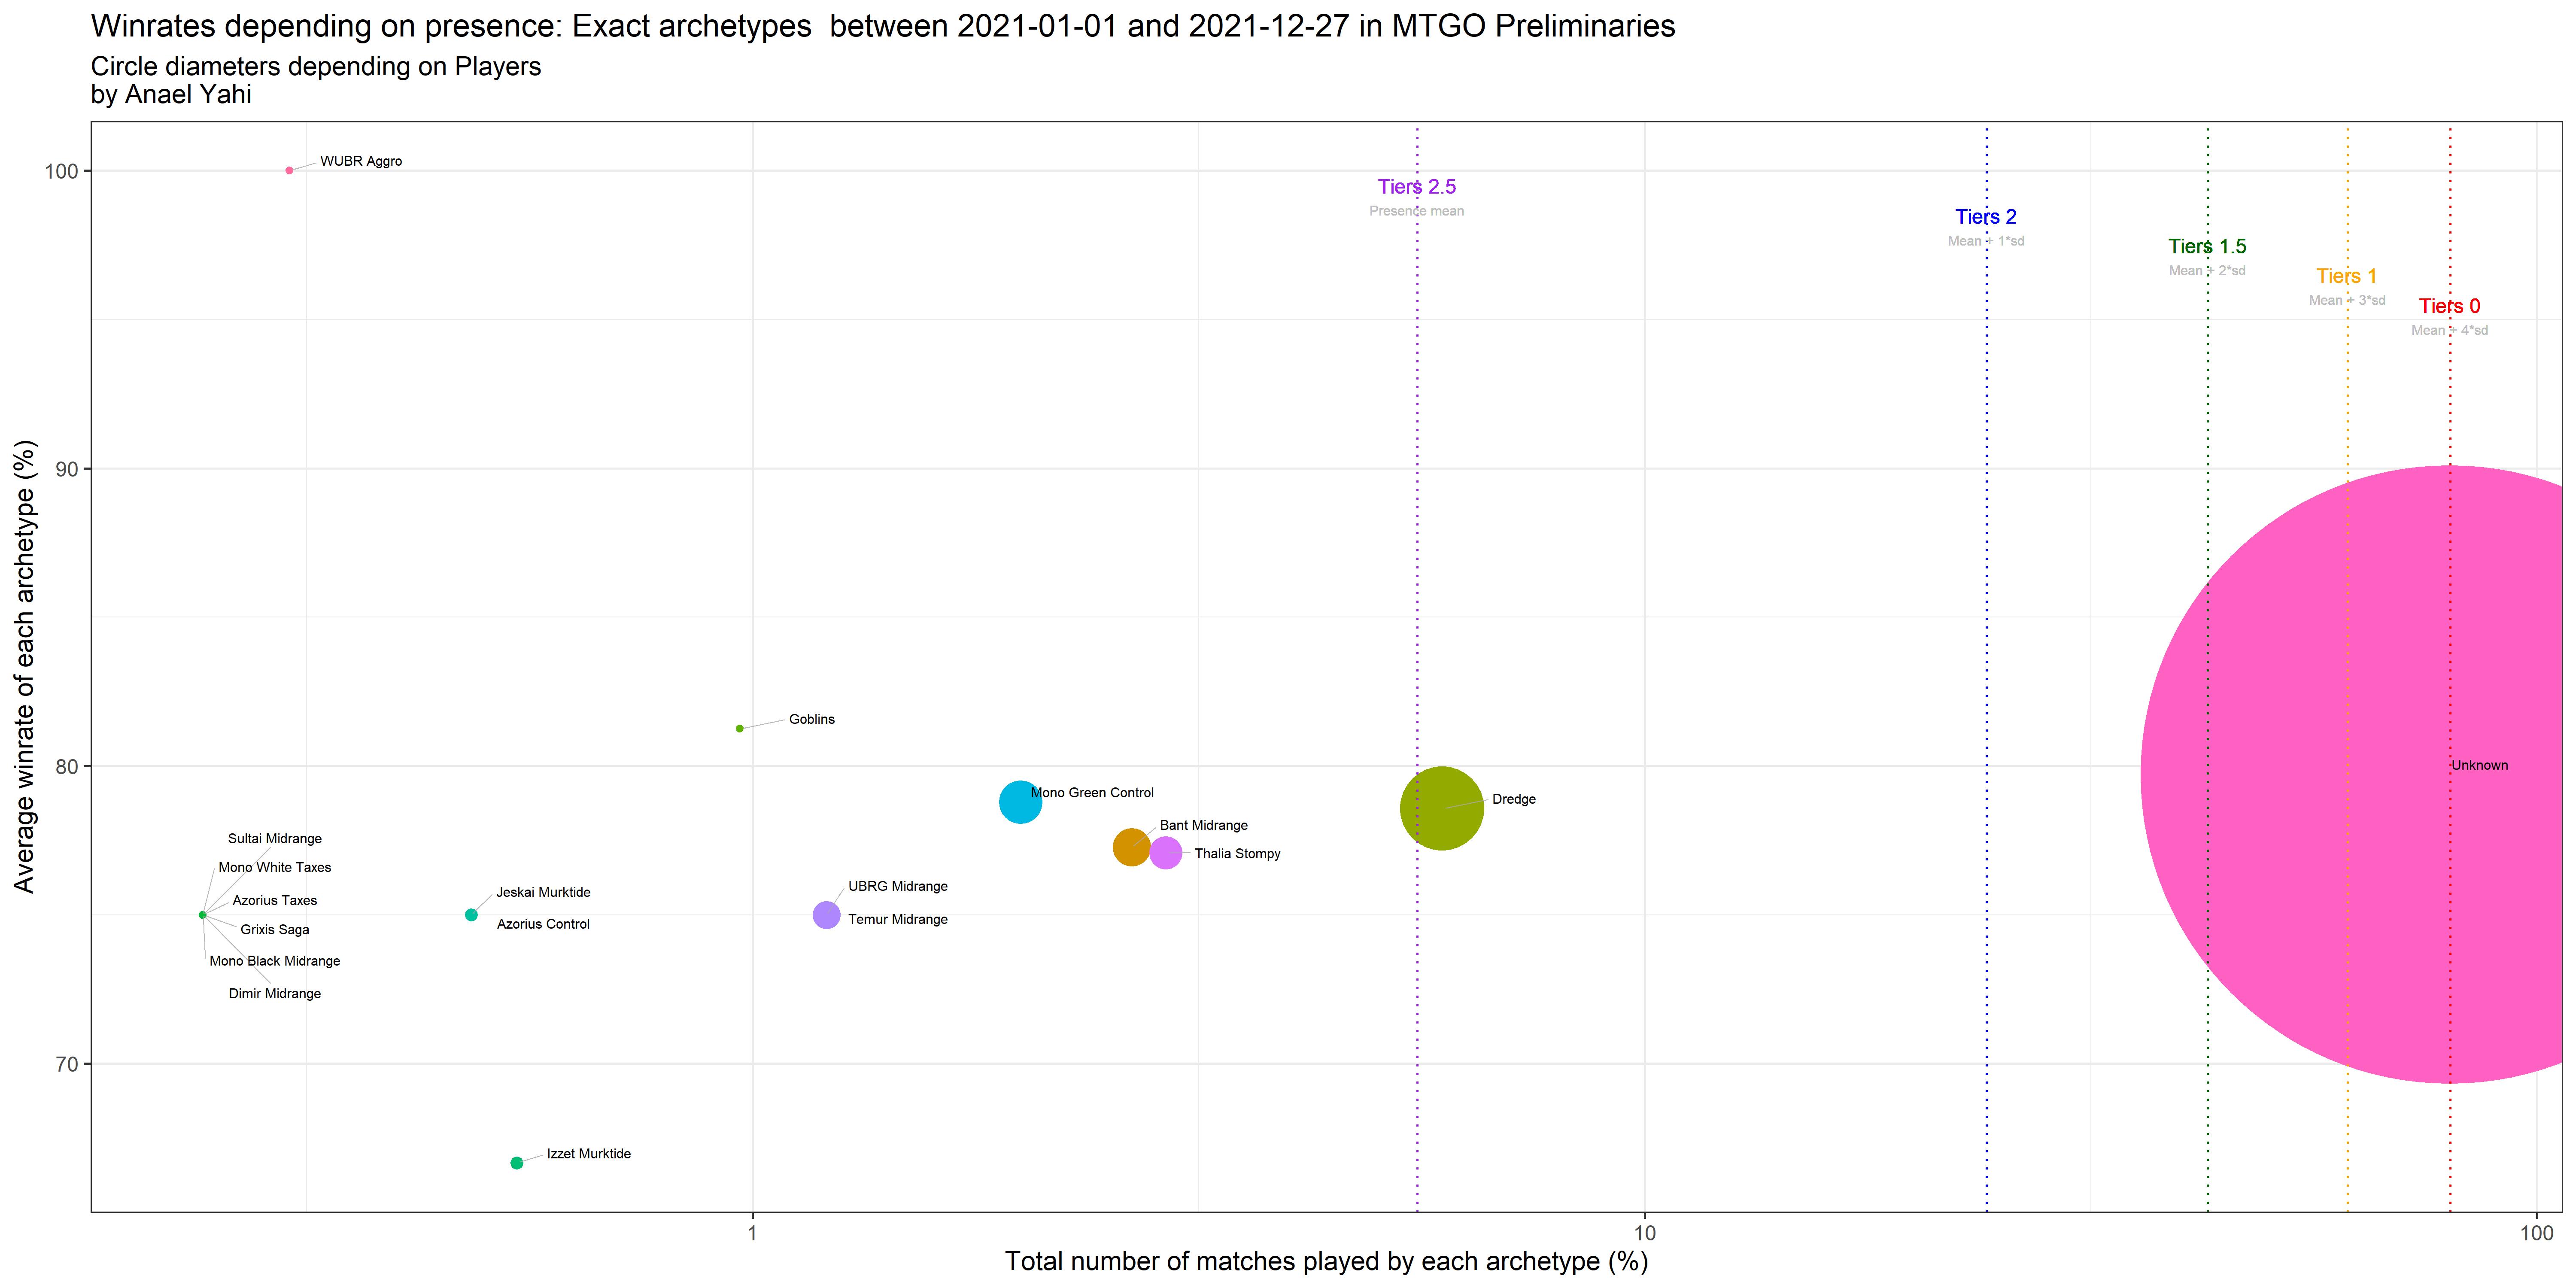 Winrates depending on presence: Exact archetypes  between 2021-01-01 and 2021-12-27 in MTGO Preliminaries
Circle diameters depending on Players
by Anael Yahi
Average winrate of each archetype (%)
100
90
80
70
WUBR Aggro
Tiers 2.5
Presence mean
Tiers 2
Mean + 1*sd
Tiers 1.5
Mean + 2*sd
Tiers 1
Mean + 3*sd
Tiers 0
Mean + 4*sd
Goblins
Unknown
Mono Green Control
Dredge
Bant Midrange
Thalia Stompy
Sultai Midrange
Mono White Taxes
Azorius Taxes
Grixis Saga
Mono Black Midrange
Dimir Midrange
Jeskai Murktide
Azorius Control
UBRG Midrange
Temur Midrange
Izzet Murktide
1
10
100
Total number of matches played by each archetype (%)